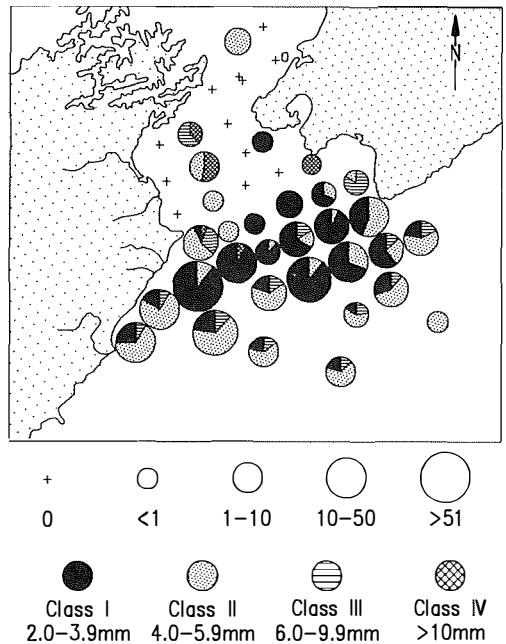 N
0 <1 1-10 10-50 >51
Class I Class II Class III Class IV
2.0-3.9mm 4.0-5.9mm 6.0-9.9mm >10mm